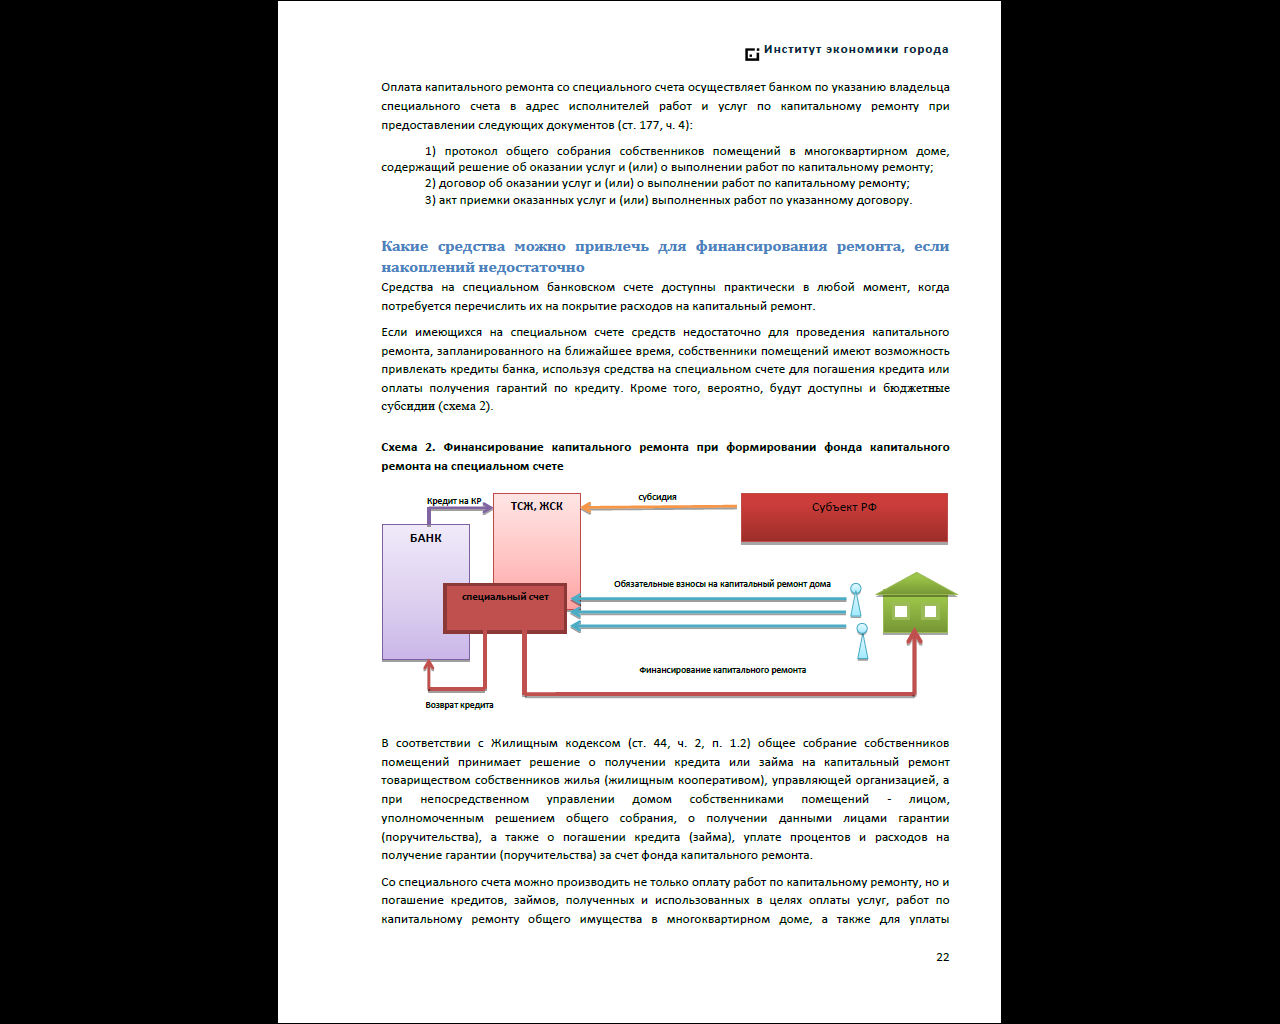 Институт экономики города
Оплата капитального ремонта со специального счета осуществляет банком по указанию владельца
специального счета в адрес исполнителей работ и услуг по капитальному ремонту при
предоставлении следующих документов (ст. 177, ч. 4):
1) протокол общего собрания собственников помещений в многоквартирном доме,
содержащий решение об оказании услуг и (или) о выполнении работ по капитальному ремонту;
2) договор об оказании услуг и (или) о выполнении работ по капитальному ремонту;
3) акт приемки оказанных услуг и (или) выполненных работ по указанному договору.
Какие средства можно привлечь для финансирования ремонта, если
накоплений недостаточно
Средства на специальном банковском счете доступны практически в любой момент, когда
потребуется перечислить их на покрытие расходов на капитальный ремонт.
Если имеющихся на специальном счете средств недостаточно для проведения капитального
ремонта, запланированного на ближайшее время, собственники помещений имеют возможность
привлекать кредиты банка, используя средства на специальном счете для погашения кредита или
оплаты получения гарантий по кредиту. Кроме того, вероятно, будут доступны и бюджетные
субсидии (схема 2).
Схема 2. Финансирование капитального ремонта при формировании фонда капитального
ремонта на специальном счете
Кредит на КР
ТСЖ, ЖСК
субсидия
Субъект РФ
БАНК
специальный счет
Обязательные взносы на капитальный ремонт дома
Финансирование капитального ремонта
Возврат кредита
В соответствии с Жилищным кодексом (ст. 44, ч. 2, п. 1.2) общее собрание собственников
помещений принимает решение о получении кредита или займа на капитальный ремонт
товариществом собственников жилья (жилищным кооперативом), управляющей организацией, а
при непосредственном управлении домом собственниками помещений - лицом,
уполномоченным решением общего собрания, о получении данными лицами гарантии
(поручительства), а также о погашении кредита (займа), уплате процентов и расходов на
получение гарантии (поручительства) за счет фонда капитального ремонта.
Со специального счета можно производить не только оплату работ по капитальному ремонту, но и
погашение кредитов, займов, полученных и использованных в целях оплаты услуг, работ по
капитальному ремонту общего имущества в многоквартирном доме, а также для уплаты
22